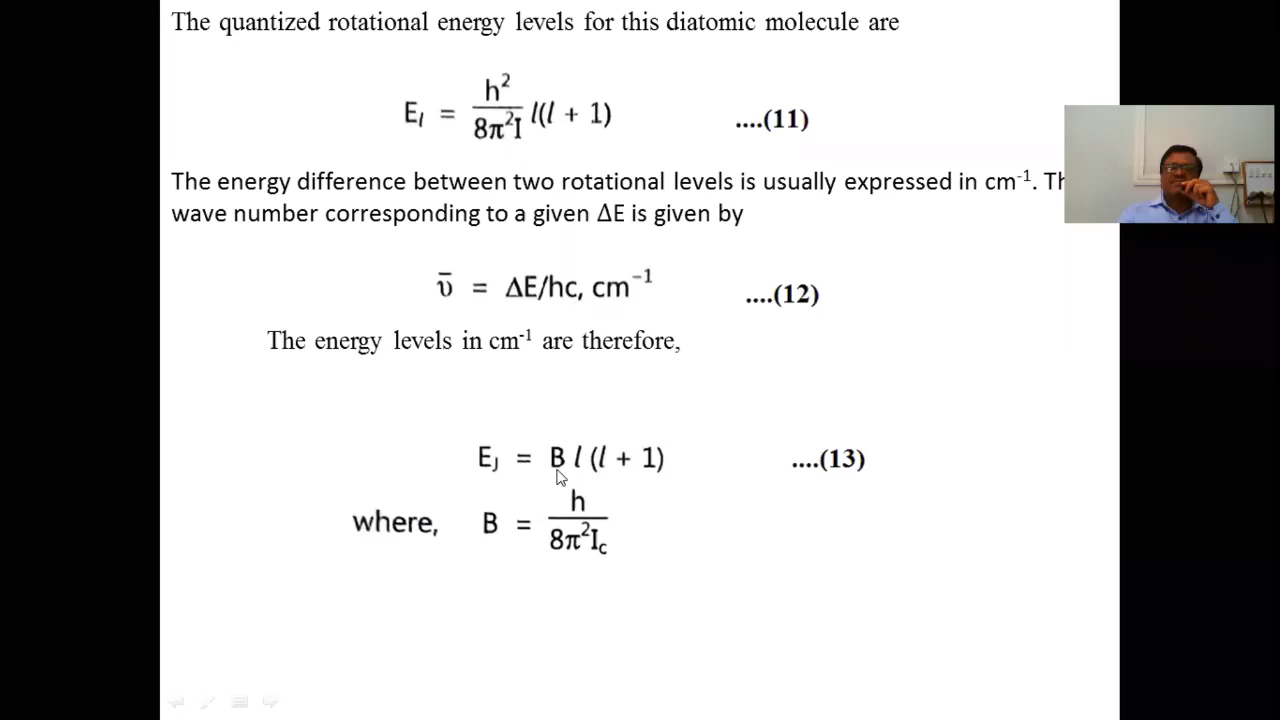 The quantized rotational energy levels for this diatomic molecule are
E_l = h²/8π²I l(l + 1) ....(11)
The energy difference between two rotational levels is usually expressed in cm⁻¹.
wave number corresponding to a given ΔE is given by
ῡ = ΔE/hc, cm⁻¹ ....(12)
The energy levels in cm⁻¹ are therefore,
E_J = B l (l + 1) ....(13)
where, B = h/8π²I_c